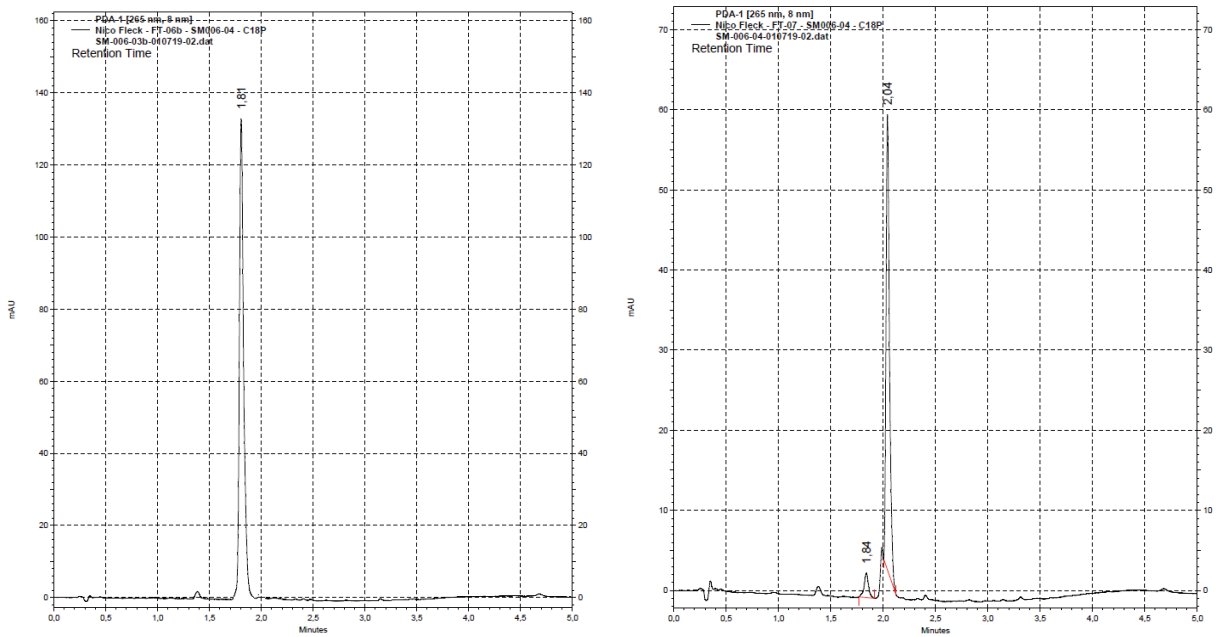 PDA-1 [265 nm, 8 nm]
Nico Fleck - FT-06b - SM006-04 - C18P
SM-006-03b-010719-02.dat
Retention Time
1,81
160
140
120
100
80
60
40
20
0
mAU
160
140
120
100
80
60
40
20
0
0,0 0,5 1,0 1,5 2,0 2,5 3,0 3,5 4,0 4,5 5,0
Minutes
PDA-1 [265 nm, 8 nm]
Nico Fleck - FT-07 - SM006-04 - C18P
SM-006-04-010719-02.dat
Retention Time
2,04
1,84
70
60
50
40
30
20
10
0
mAU
70
60
50
40
30
20
10
0
0,0 0,5 1,0 1,5 2,0 2,5 3,0 3,5 4,0 4,5 5,0
Minutes